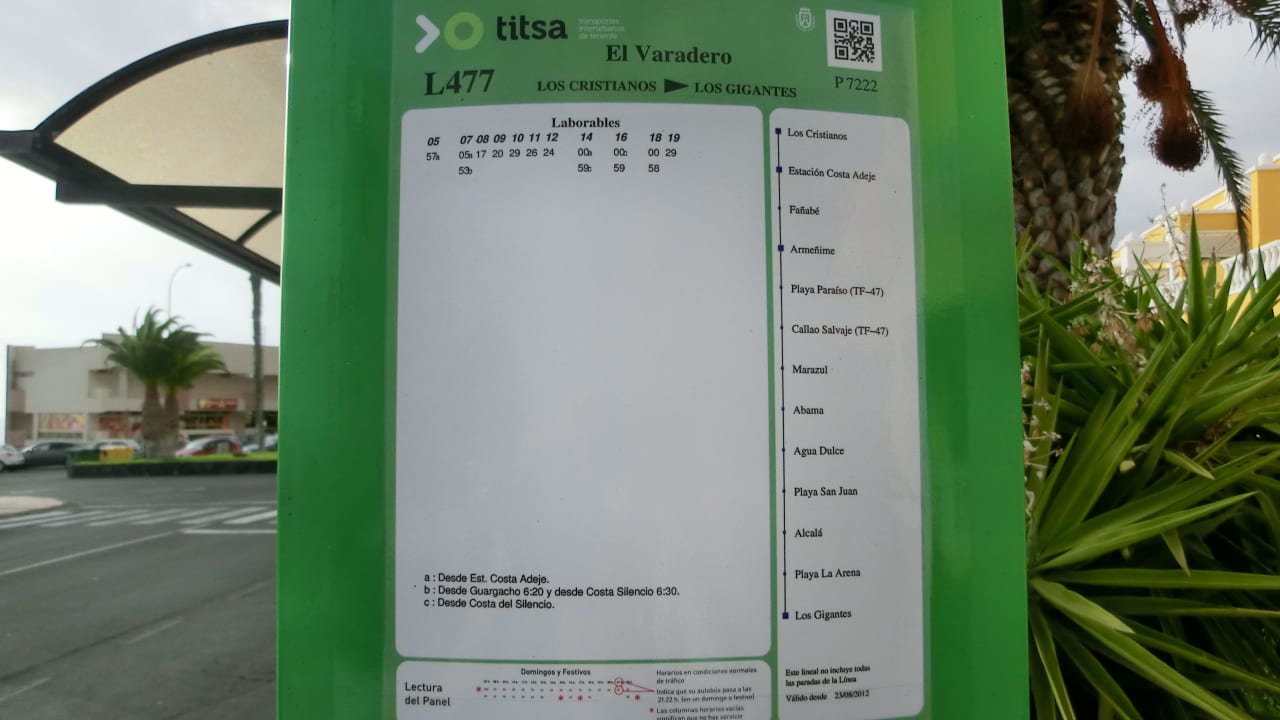 titsa
transportes
interurbanos
de tenerife
El Varadero
L477
LOS CRISTIANOS LOS GIGANTES
P 7222
Laborables
05 07 08 09 10 11 12 14 16 18 19
57a 05a 17 20 29 26 24 00a 00c 00 29
53b 59c 59 58
a : Desde Est. Costa Adeje.
b : Desde Guargacho 6:20 y desde Costa Silencio 6:30.
c : Desde Costa del Silencio.
Los Cristianos
Estación Costa Adeje
Fañabé
Armeñime
Playa Paraíso (TF-47)
Callao Salvaje (TF-47)
Marazul
Abama
Agua Dulce
Playa San Juan
Alcalá
Playa La Arena
Los Gigantes
Este lineal no incluye todas
las paradas de la Línea
Válido desde 23/08/2012
Lectura
del Panel
Domingos y Festivos
Horarios en condiciones normales
de tráfico
Indica que su autobús pasa a las
21:22 h. (en un domingo o festivo)
* Las columnas horarias vacías
significan que no hay servicio